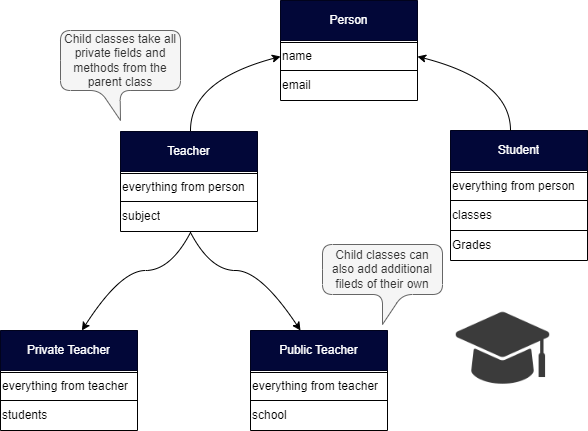 Person
name
email
Child classes take all
private fields and
methods from the
parent class
Teacher
everything from person
subject
Student
everything from person
classes
Grades
Child classes can
also add additional
fileds of their own
Private Teacher
everything from teacher
students
Public Teacher
everything from teacher
school